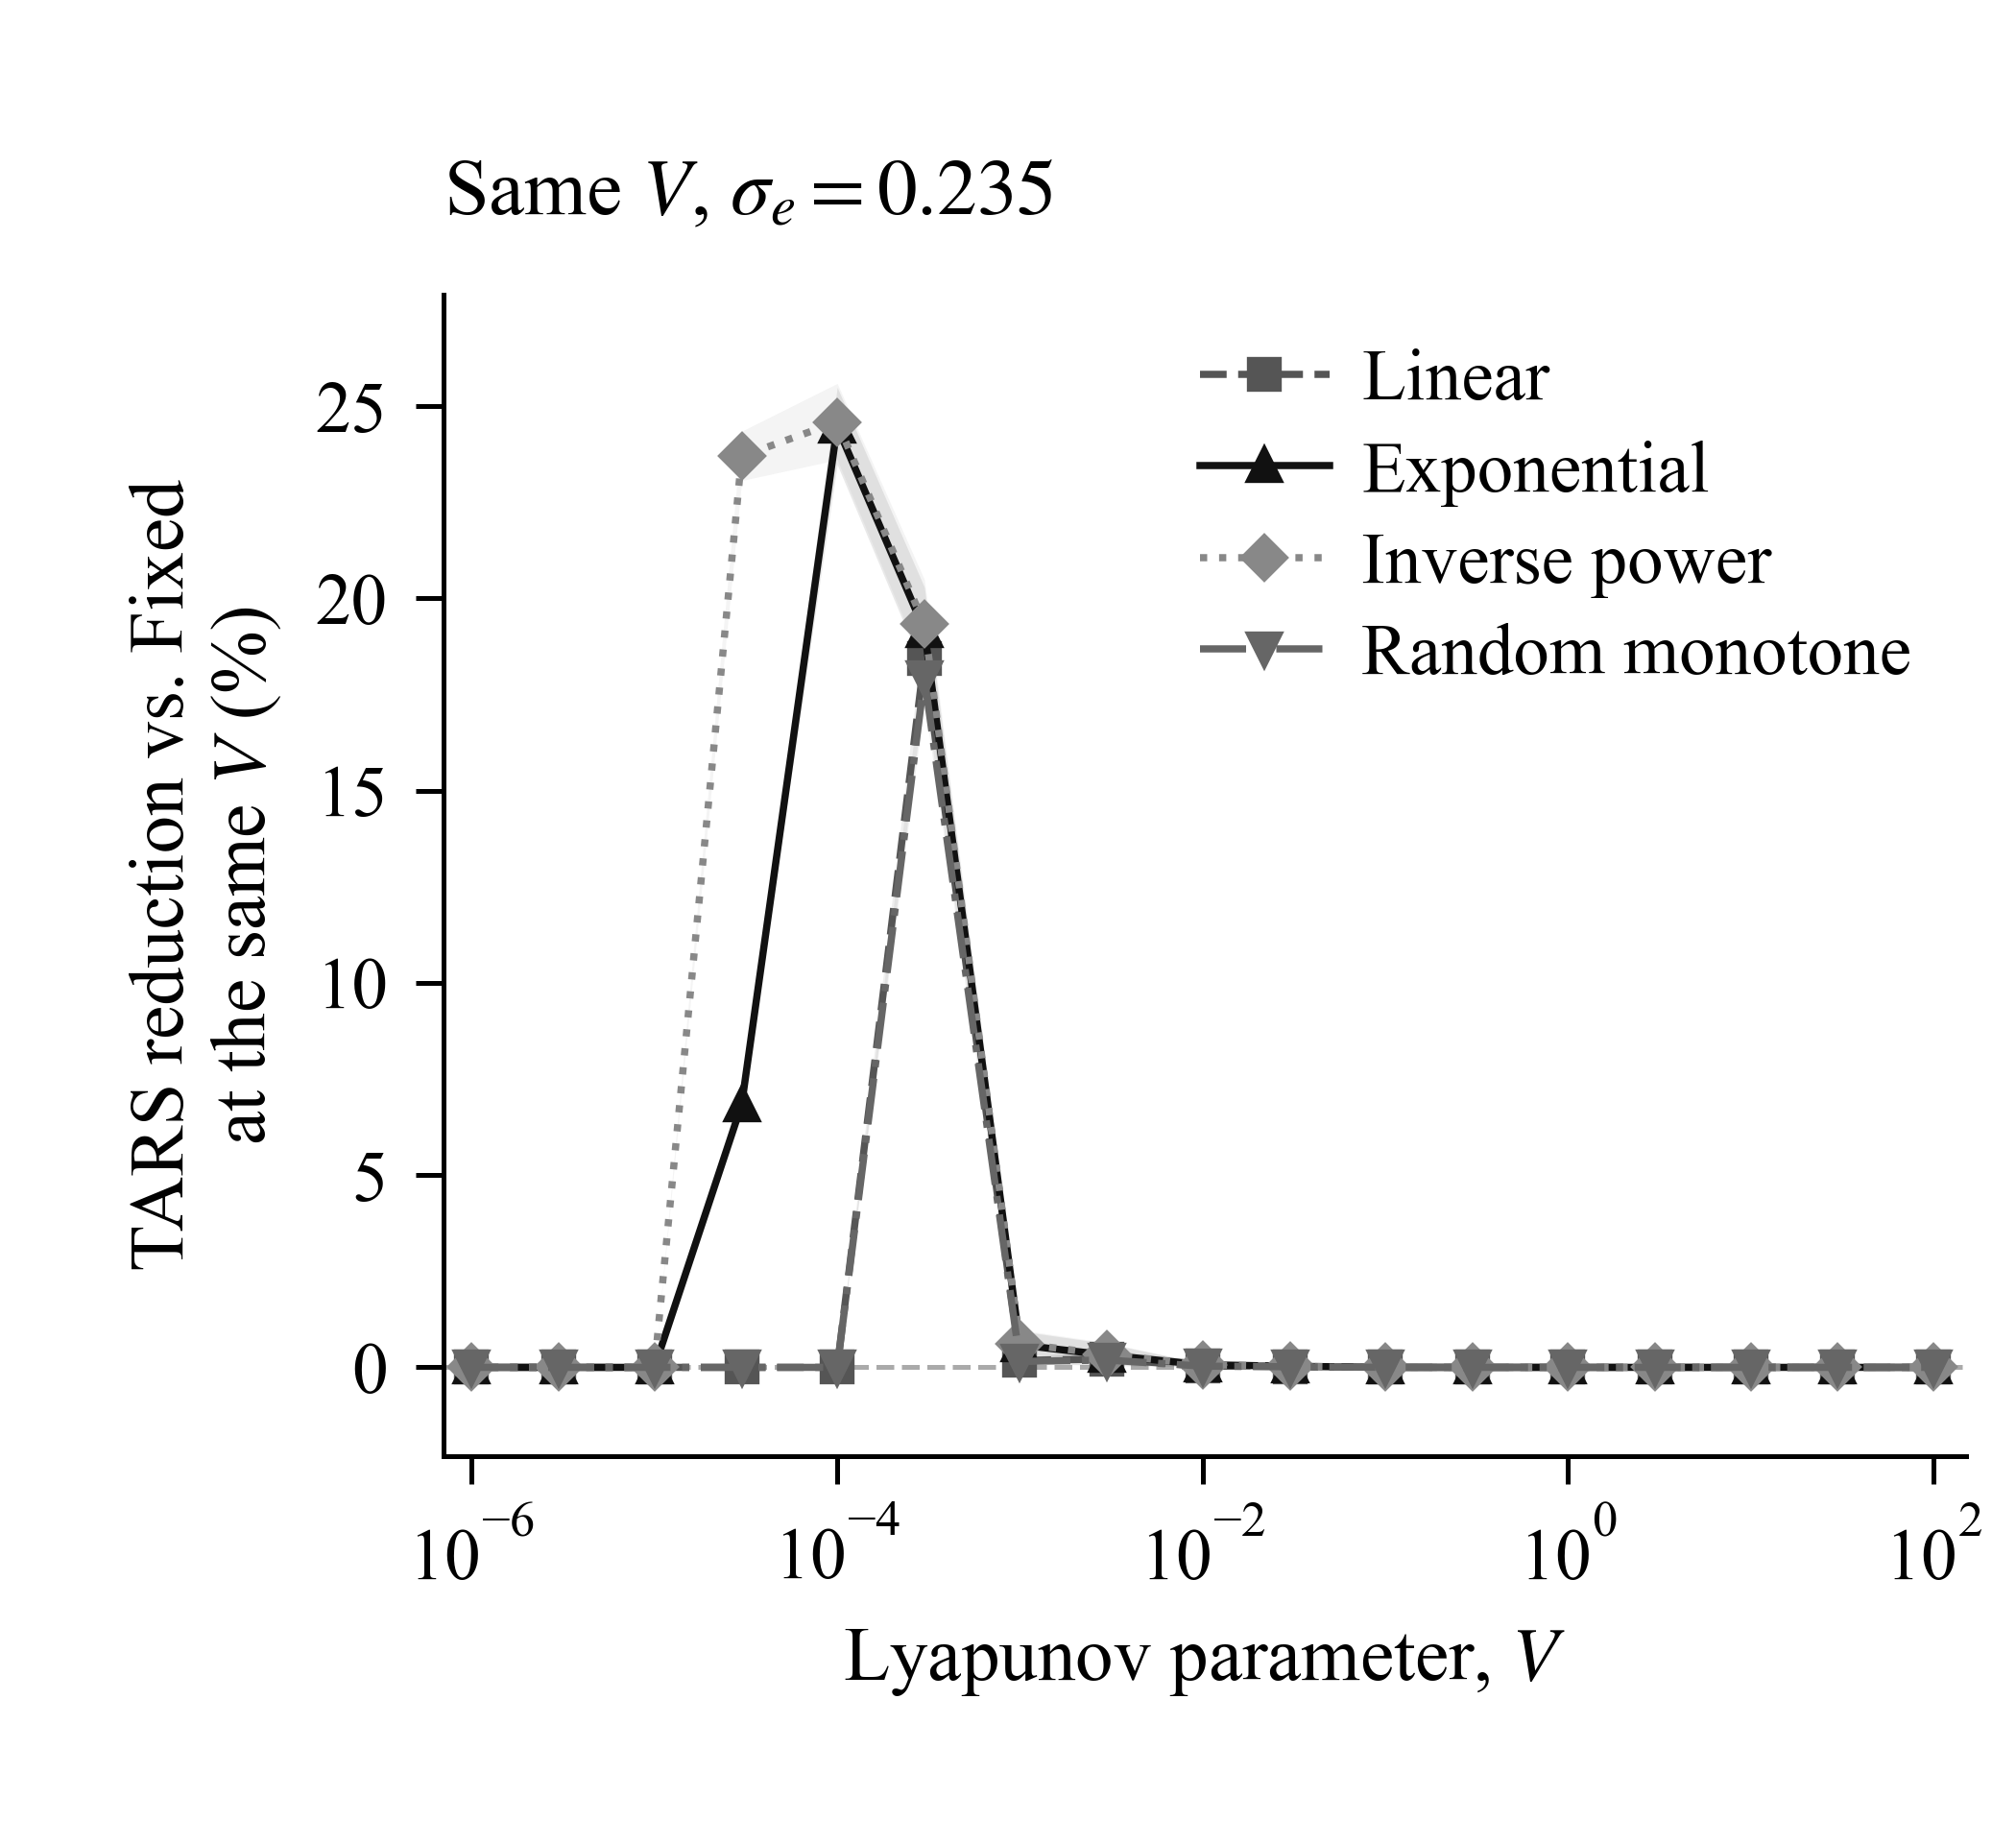 Same V, σₑ = 0.235
TARS reduction vs. Fixed
at the same V (%)
25
20
15
10
5
0
Linear
Exponential
Inverse power
Random monotone
10⁻⁶ 10⁻⁴ 10⁻² 10⁰ 10²
Lyapunov parameter, V